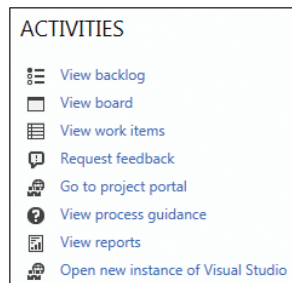 ACTIVITIES
View backlog
View board
View work items
Request feedback
Go to project portal
View process guidance
View reports
Open new instance of Visual Studio